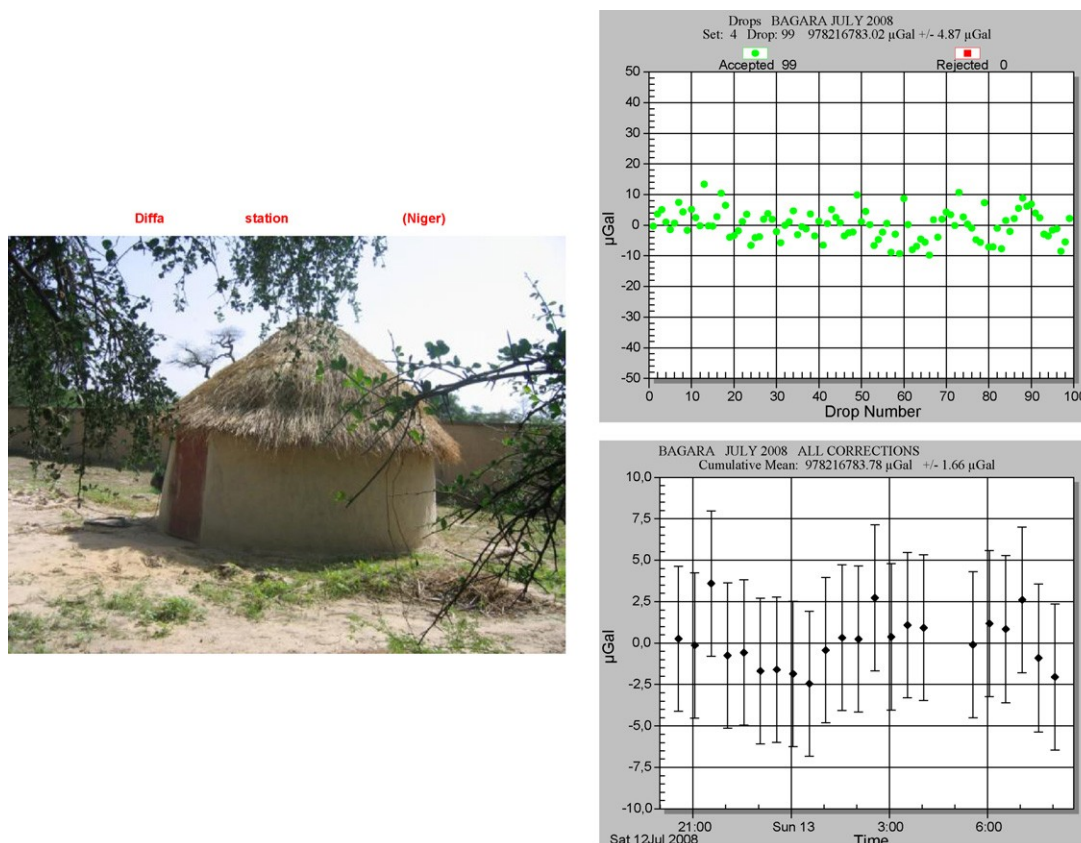 Diffa station (Niger)
Drops BAGARA JULY 2008
Set: 4 Drop: 99 978216783.02 µGal +/- 4.87 µGal
Accepted 99 Rejected 0
50
40
30
20
10
0
-10
-20
-30
-40
-50
µGal
0 10 20 30 40 50 60 70 80 90 100
Drop Number
BAGARA JULY 2008 ALL CORRECTIONS
Cumulative Mean: 978216783.78 µGal +/- 1.66 µGal
10,0
7,5
5,0
2,5
0,0
-2,5
-5,0
-7,5
-10,0
µGal
21:00 Sun 13 3:00 6:00
Sat 12Jul 2008 Time